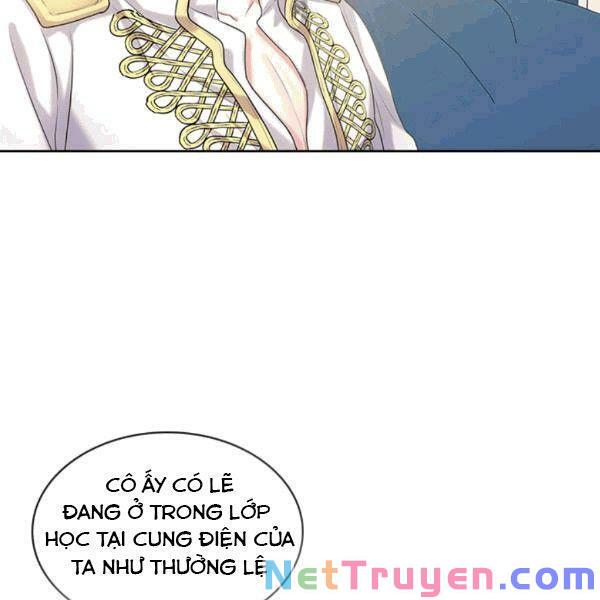 CÔ ẤY CÓ LẼ
ĐANG Ở TRONG LỚP
HỌC TẠI CUNG ĐIỆN CỦA
TA NHƯ THƯỜNG LỆ
NetTruyen.com